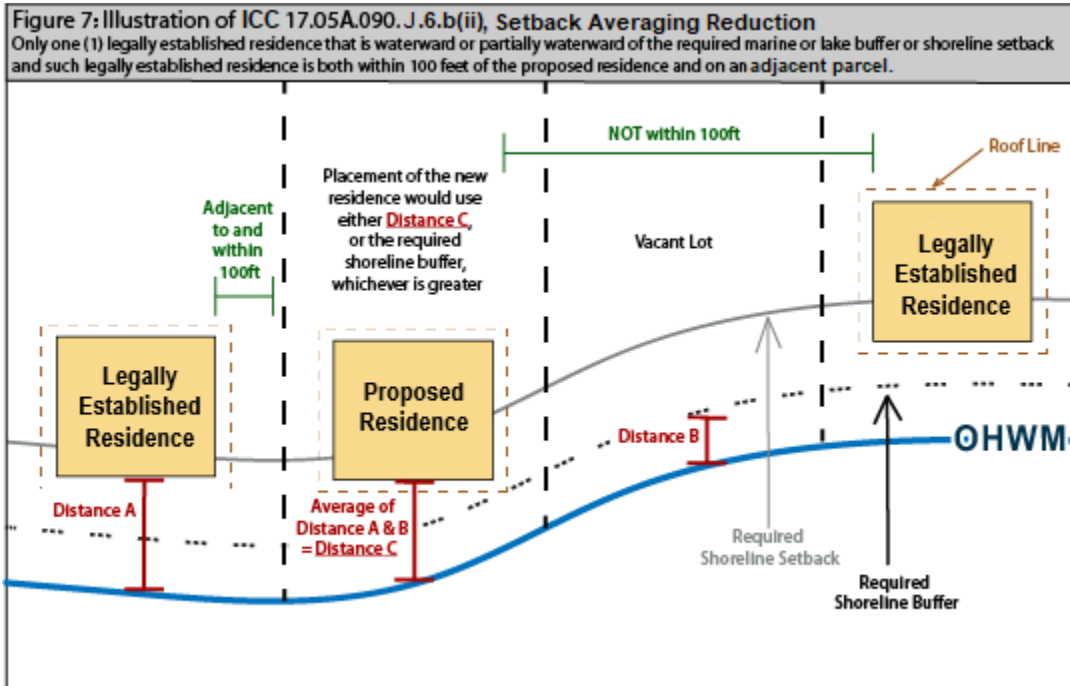 Figure 7: Illustration of ICC 17.05A.090.J.6.b(ii), Setback Averaging Reduction
Only one (1) legally established residence that is waterward or partially waterward of the required marine or lake buffer or shoreline setback
and such legally established residence is both within 100 feet of the proposed residence and on an adjacent parcel.
NOT within 100ft
Roof Line
Placement of the new
residence would use
either Distance C,
or the required
shoreline buffer,
whichever is greater
Adjacent
to and
within
100ft
Vacant Lot
Legally
Established
Residence
Legally
Established
Residence
Proposed
Residence
Distance B
OHWM
Distance A
Average of
Distance A & B
= Distance C
Required
Shoreline Setback
Required
Shoreline Buffer